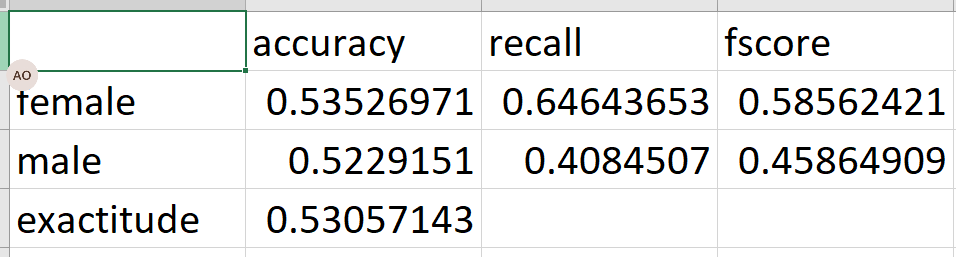 accuracy recall fscore
AO
female 0.53526971 0.64643653 0.58562421
male 0.5229151 0.4084507 0.45864909
exactitude 0.53057143